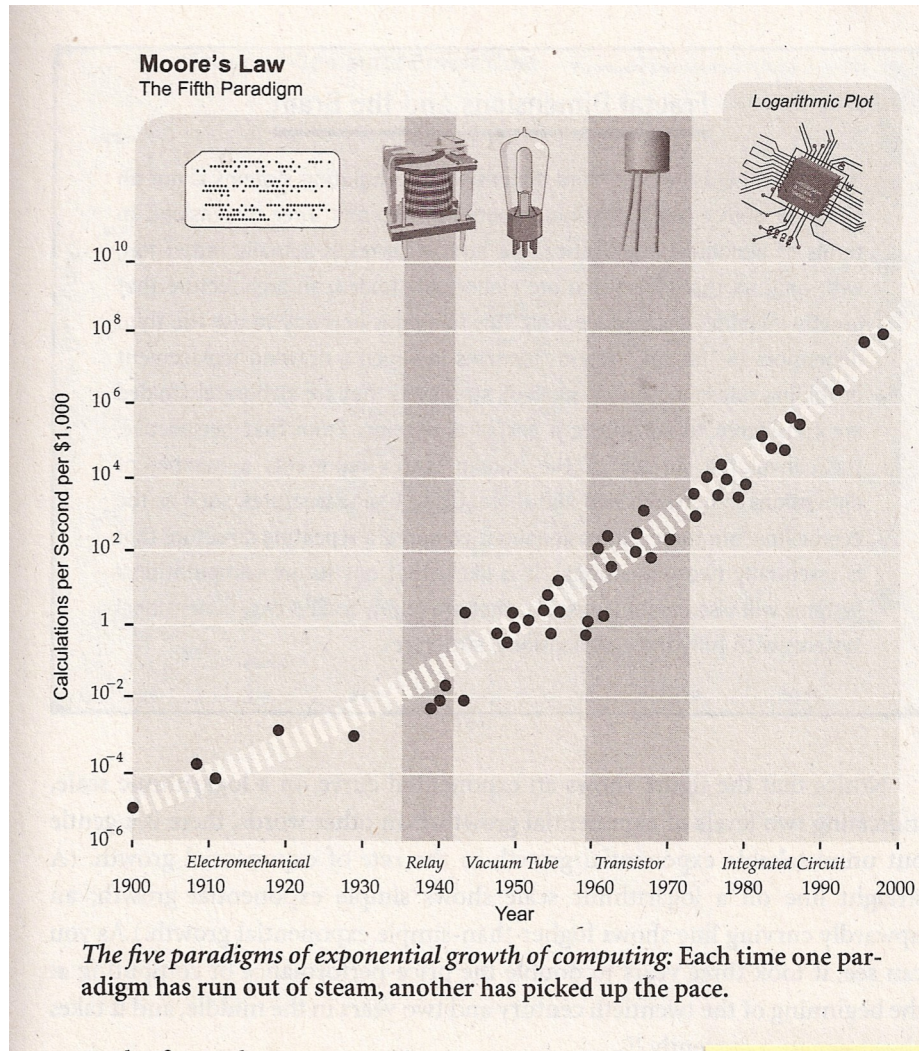 Moore's Law
The Fifth Paradigm
Logarithmic Plot
10^10
10^8
10^6
10^4
10^2
1
10^−2
10^−4
10^−6
Calculations per Second per $1,000
Electromechanical Relay Vacuum Tube Transistor Integrated Circuit
1900 1910 1920 1930 1940 1950 1960 1970 1980 1990 2000
Year
The five paradigms of exponential growth of computing: Each time one par-
adigm has run out of steam, another has picked up the pace.